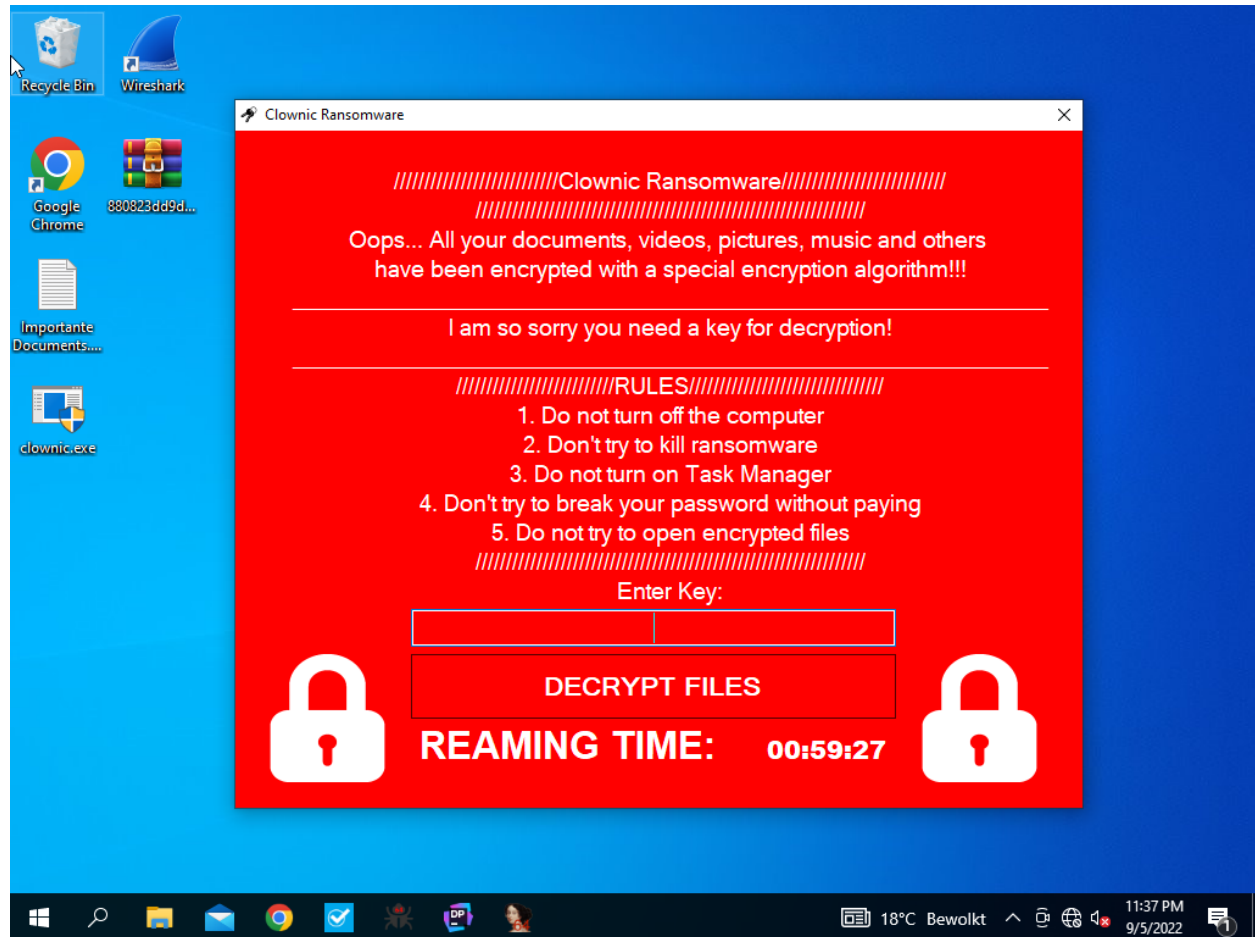 Recycle Bin
Wireshark
Google
Chrome
880823dd9d...
Importante
Documents....
clownic.exe
Clownic Ransomware
///////////////////////////Clownic Ransomware///////////////////////////
////////////////////////////////////////////////////////////////
Oops... All your documents, videos, pictures, music and others
have been encrypted with a special encryption algorithm!!!
I am so sorry you need a key for decryption!
//////////////////////////RULES////////////////////////////////
1. Do not turn off the computer
2. Don't try to kill ransomware
3. Do not turn on Task Manager
4. Don't try to break your password without paying
5. Do not try to open encrypted files
////////////////////////////////////////////////////////////////
Enter Key:
DECRYPT FILES
REAMING TIME: 00:59:27
DP
18°C Bewolkt
11:37 PM
9/5/2022
1